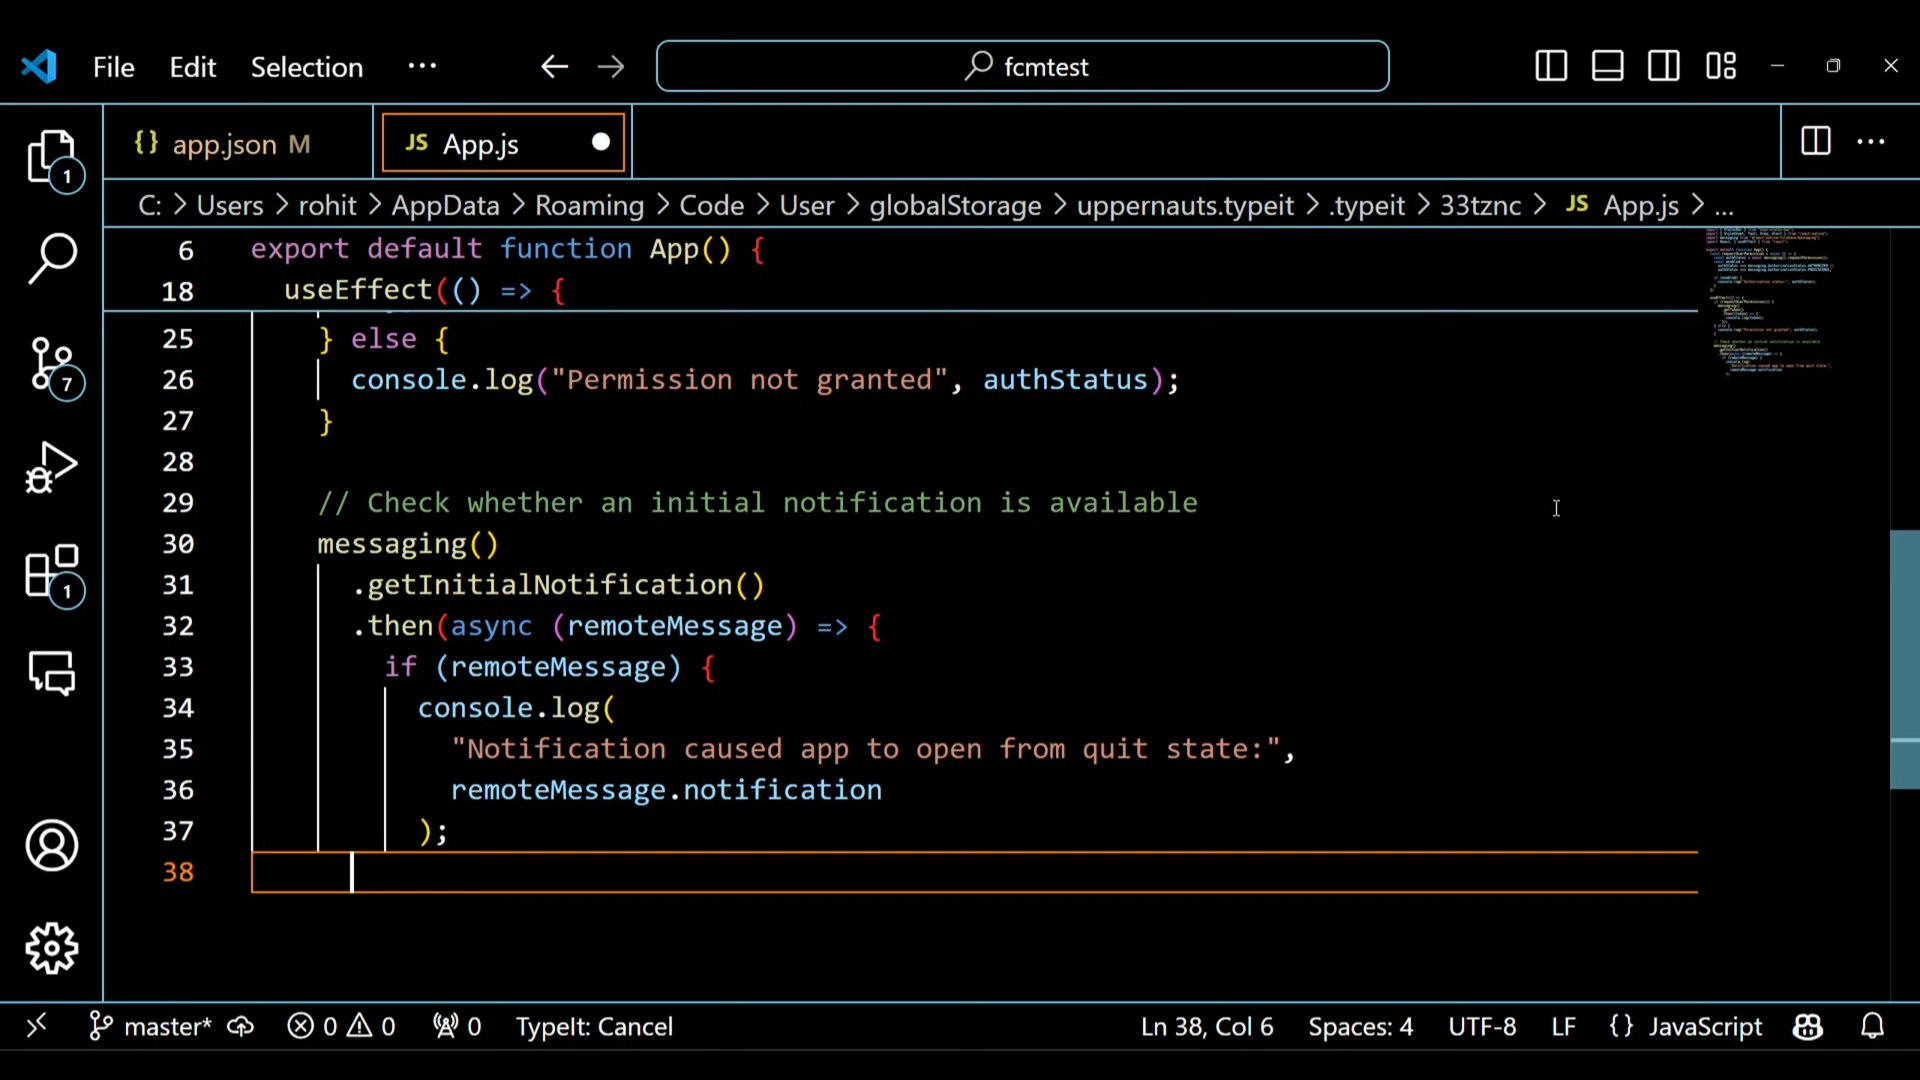 File Edit Selection ··· fcmtest
{} app.json M JS App.js
C: > Users > rohit > AppData > Roaming > Code > User > globalStorage > uppernauts.typeit > .typeit > 33tznc > JS App.js > ...
6 export default function App() {
18 useEffect(() => {
25 } else {
26 console.log("Permission not granted", authStatus);
27 }
28
29 // Check whether an initial notification is available
30 messaging()
31 .getInitialNotification()
32 .then(async (remoteMessage) => {
33 if (remoteMessage) {
34 console.log(
35 "Notification caused app to open from quit state:",
36 remoteMessage.notification
37 );
38
1
7
1
master* 0 0 0 TypeIt: Cancel Ln 38, Col 6 Spaces: 4 UTF-8 LF {} JavaScript